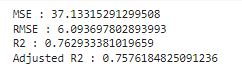 MSE : 37.13315291299508
RMSE : 6.093697802893993
R2 : 0.762933381019659
Adjusted R2 : 0.7576184825091236